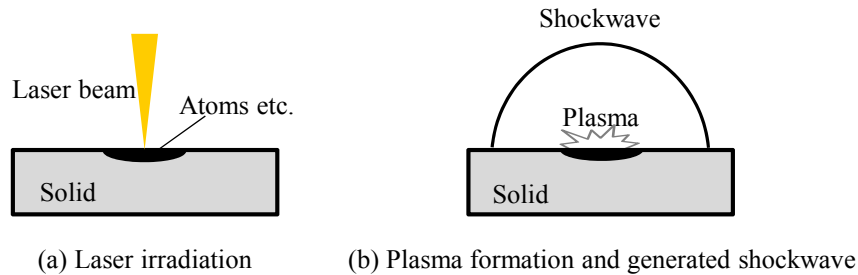 Shockwave
Laser beam
Atoms etc.
Plasma
Solid
Solid
(a) Laser irradiation
(b) Plasma formation and generated shockwave